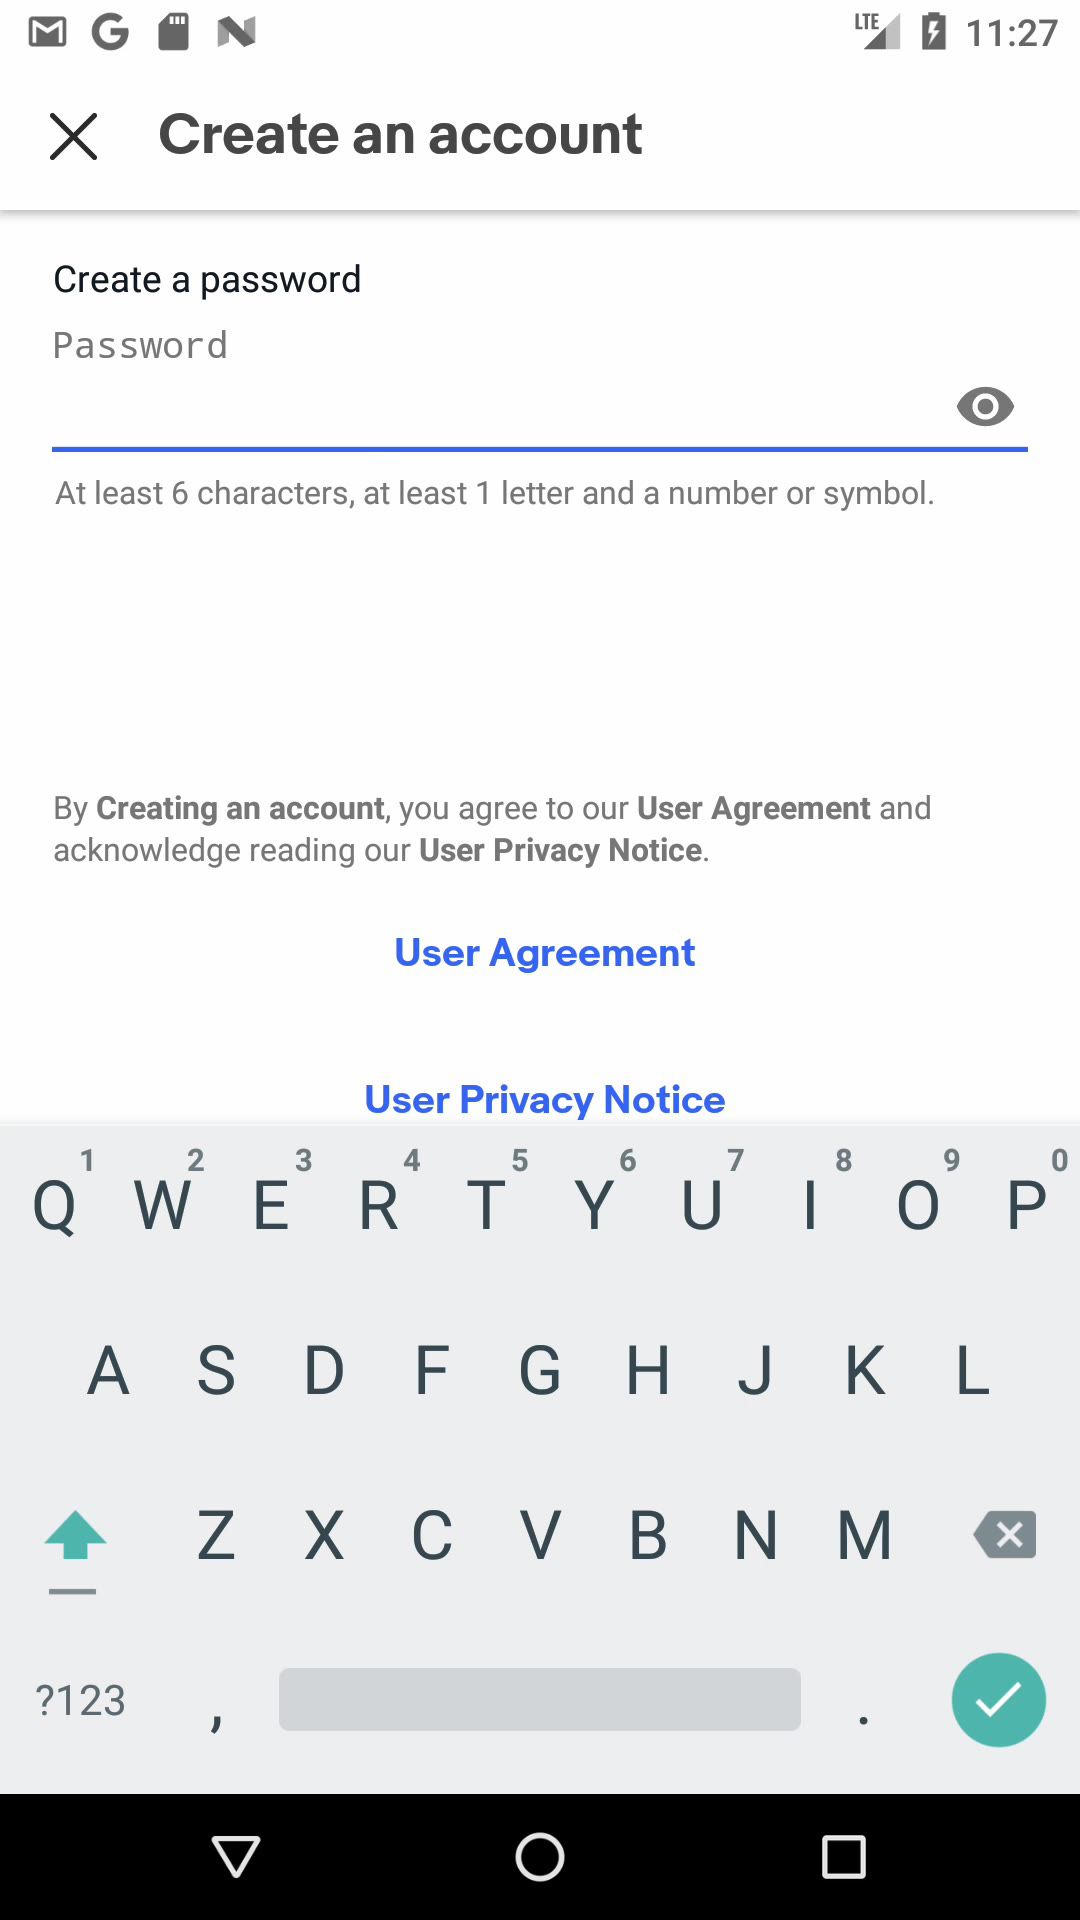 LTE 11:27
Create an account
Create a password
Password
At least 6 characters, at least 1 letter and a number or symbol.
By Creating an account, you agree to our User Agreement and
acknowledge reading our User Privacy Notice.
User Agreement
User Privacy Notice
1 2 3 4 5 6 7 8 9 0
Q W E R T Y U I O P
A S D F G H J K L
Z X C V B N M
?123 , .